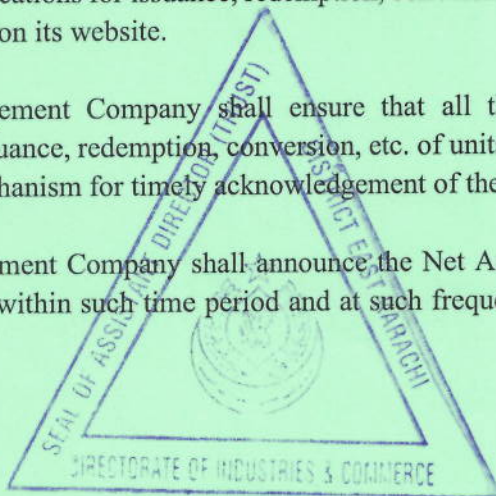 cations for issuance, redemption,
on its website.
ement Company shall ensure that all t
uance, redemption, conversion, etc. of units
hanism for timely acknowledgement of the
ment Company shall announce the Net A
within such time period and at such freque
SEAL OF ASSISTANT DIRECTOR (TRUST)
DISTRICT EAST KARACHI
DIRECTORATE OF INDUSTRIES & COMMERCE